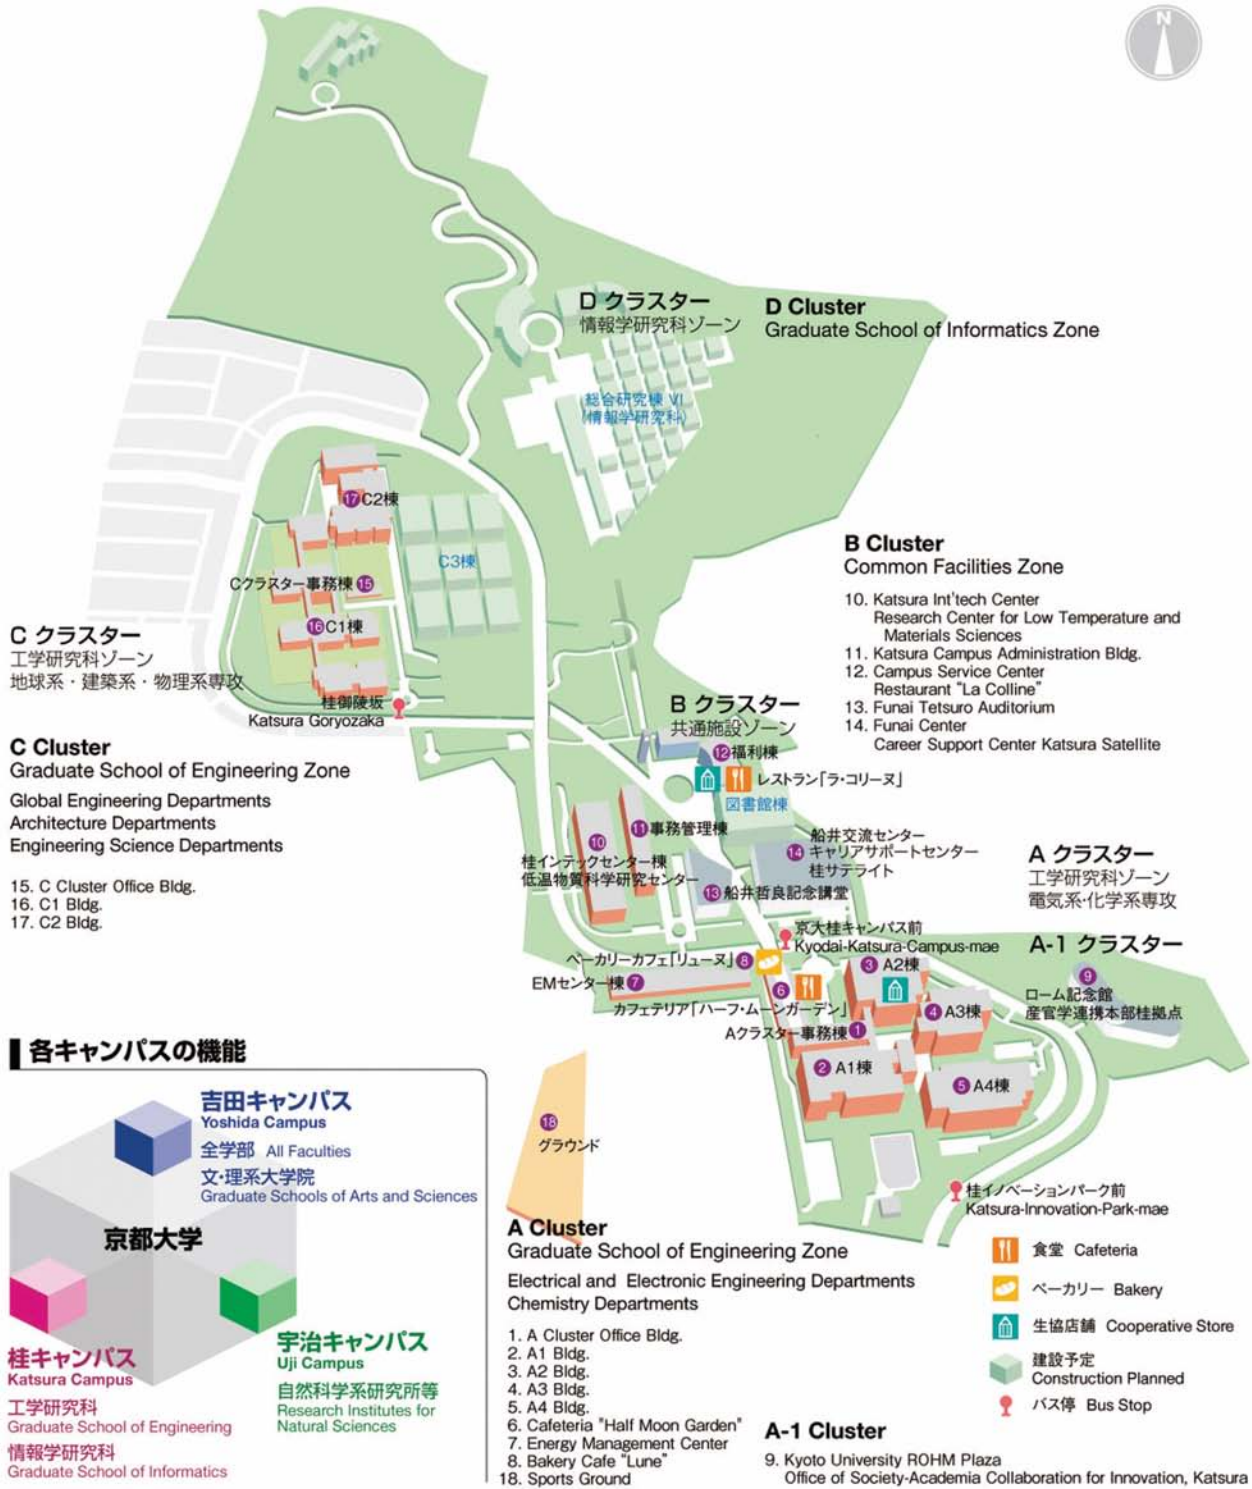 N
D クラスター
情報学研究科ゾーン
D Cluster
Graduate School of Informatics Zone
総合研究棟 VI
(情報学研究科)
17 C2棟
C3棟
Cクラスター事務棟 15
16 C1棟
C クラスター
工学研究科ゾーン
地球系・建築系・物理系専攻
桂御陵坂
Katsura Goryozaka
C Cluster
Graduate School of Engineering Zone
Global Engineering Departments
Architecture Departments
Engineering Science Departments
15. C Cluster Office Bldg.
16. C1 Bldg.
17. C2 Bldg.
B Cluster
Common Facilities Zone
10. Katsura Int'tech Center
Research Center for Low Temperature and
Materials Sciences
11. Katsura Campus Administration Bldg.
12. Campus Service Center
Restaurant "La Colline"
13. Funai Tetsuro Auditorium
14. Funai Center
Career Support Center Katsura Satellite
B クラスター
共通施設ゾーン
12 福利棟
レストラン「ラ・コリーヌ」
図書館棟
11 事務管理棟
10
桂インテックセンター棟
低温物質科学研究センター
船井交流センター
14 キャリアサポートセンター
桂サテライト
13 船井哲良記念講堂
A クラスター
工学研究科ゾーン
電気系・化学系専攻
A-1 クラスター
9
ローム記念館
産官学連携本部桂拠点
京大桂キャンパス前
Kyodai-Katsura-Campus-mae
ベーカリーカフェ「リューヌ」 8
EMセンター棟 7
6
カフェテリア「ハーフ・ムーンガーデン」
Aクラスター事務棟 1
3 A2棟
4 A3棟
2 A1棟
5 A4棟
18
グラウンド
桂イノベーションパーク前
Katsura-Innovation-Park-mae
A Cluster
Graduate School of Engineering Zone
Electrical and Electronic Engineering Departments
Chemistry Departments
1. A Cluster Office Bldg.
2. A1 Bldg.
3. A2 Bldg.
4. A3 Bldg.
5. A4 Bldg.
6. Cafeteria "Half Moon Garden"
7. Energy Management Center
8. Bakery Cafe "Lune"
18. Sports Ground
食堂 Cafeteria
ベーカリー Bakery
生協店舗 Cooperative Store
建設予定
Construction Planned
バス停 Bus Stop
A-1 Cluster
9. Kyoto University ROHM Plaza
Office of Society-Academia Collaboration for Innovation, Katsura
各キャンパスの機能
吉田キャンパス
Yoshida Campus
全学部 All Faculties
文・理系大学院
Graduate Schools of Arts and Sciences
京都大学
桂キャンパス
Katsura Campus
工学研究科
Graduate School of Engineering
情報学研究科
Graduate School of Informatics
宇治キャンパス
Uji Campus
自然科学系研究所等
Research Institutes for
Natural Sciences